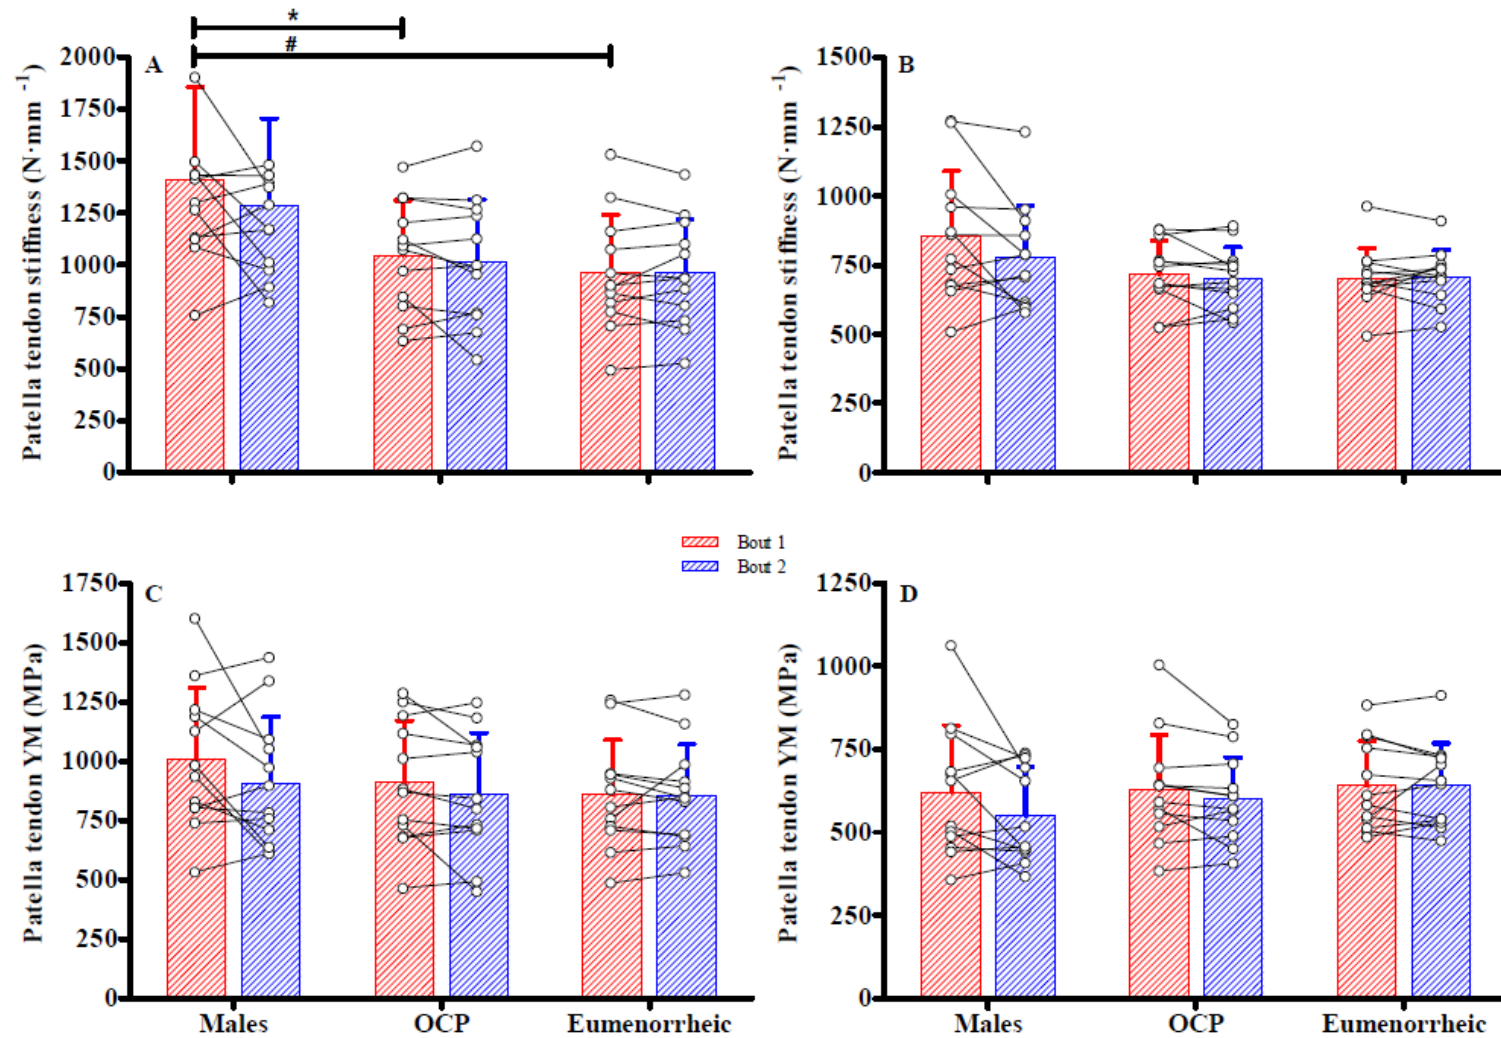 *
#
A
Patella tendon stiffness (N·mm -1)
2000
1750
1500
1250
1000
750
500
250
0
B
Patella tendon stiffness (N·mm -1)
1500
1250
1000
750
500
250
0
Bout 1
Bout 2
C
Patella tendon YM (MPa)
1750
1500
1250
1000
750
500
250
0
Males OCP Eumenorrheic
D
Patella tendon YM (MPa)
1250
1000
750
500
250
0
Males OCP Eumenorrheic